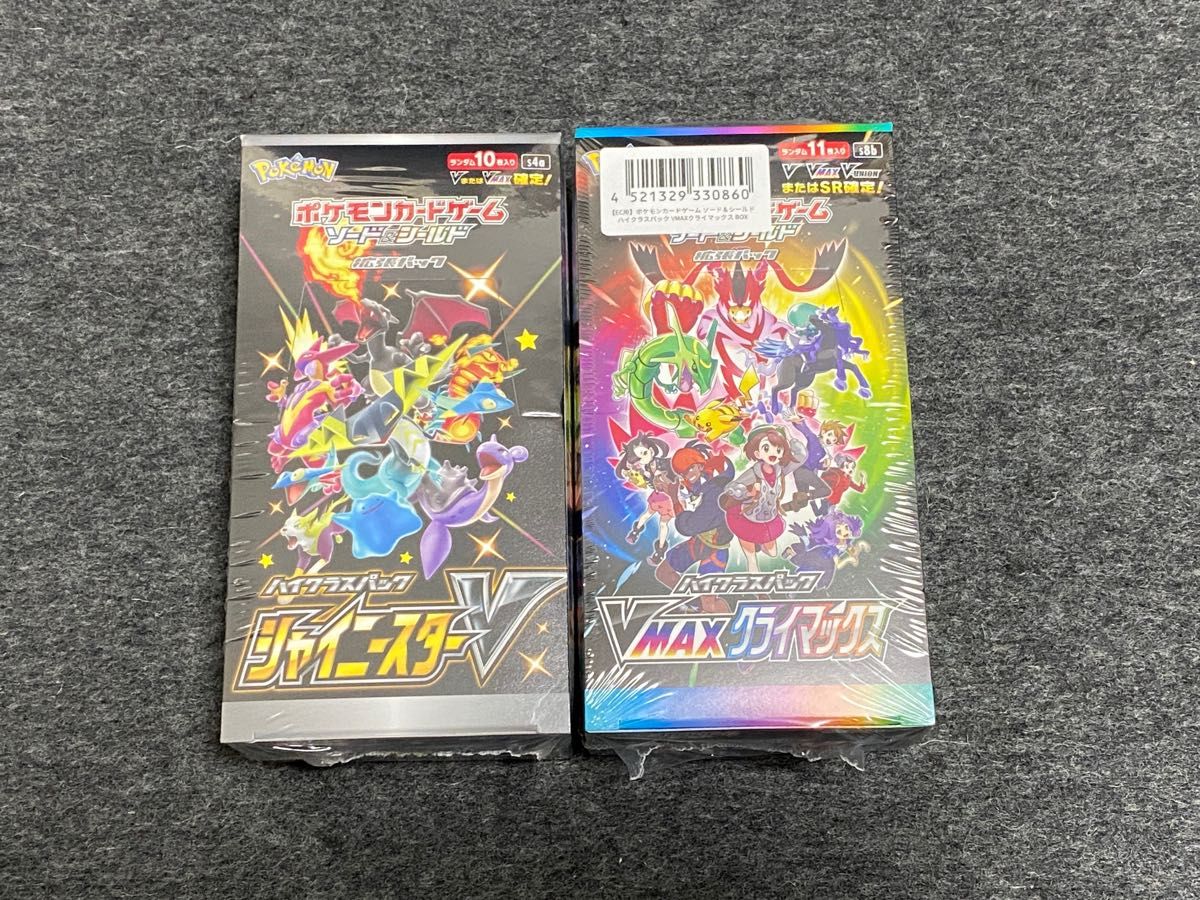 Pokémon
ランダム10枚入り
s4a
VまたはVMAX確定!
ポケモンカードゲーム
ソード&シールド
拡張パック
ハイクラスパック
シャイニースターV
ランダム11枚入り
s8b
V VMAX V-UNION
またはSR確定!
4 521329 330860
【EC用】ポケモンカードゲーム ソード&シールド
ハイクラスパック VMAXクライマックス BOX
ソード&シールド
拡張パック
ハイクラスパック
VMAXクライマックス